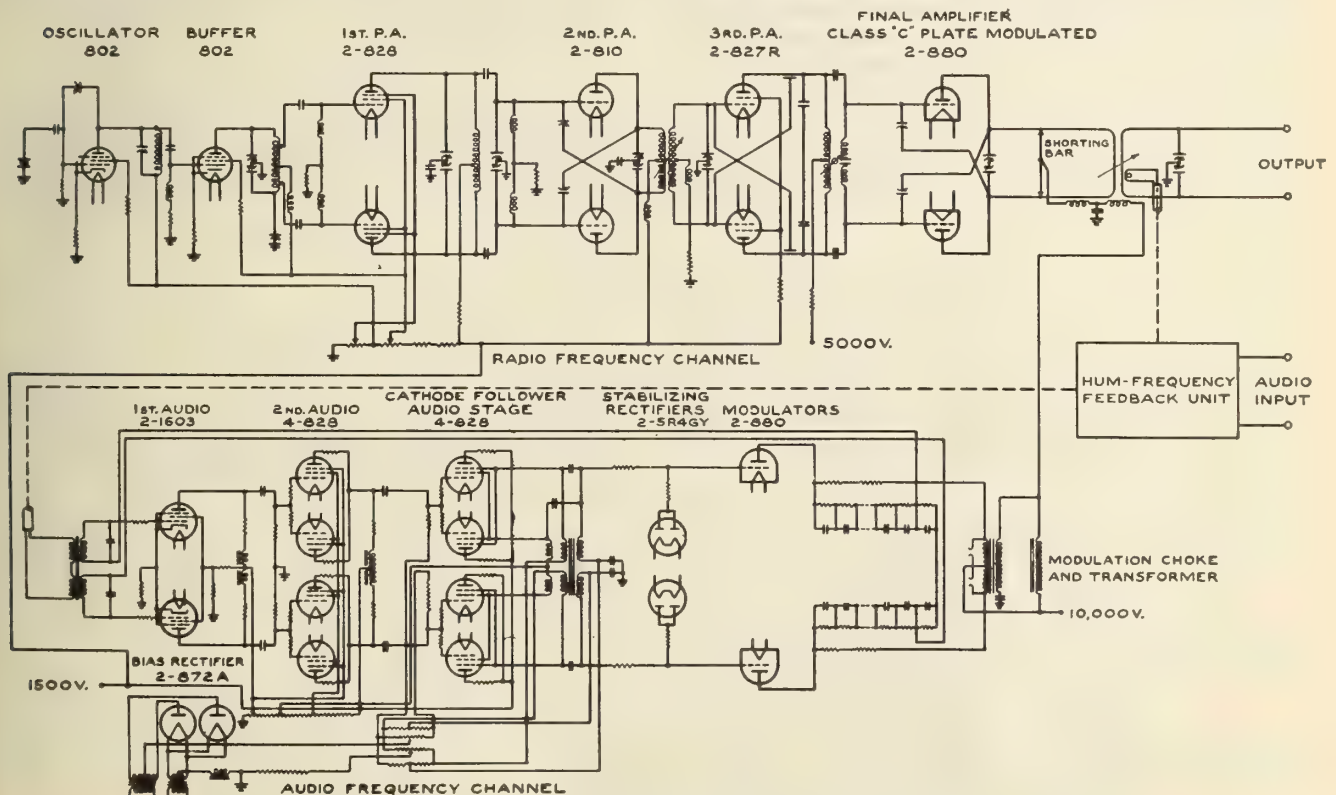 OSCILLATOR
802
BUFFER
802
1ST. P.A.
2-828
2ND. P.A.
2-810
3RD. P.A.
2-827R
FINAL AMPLIFIER
CLASS "C" PLATE MODULATED
2-880
SHORTING
BAR
OUTPUT
5000V.
RADIO FREQUENCY CHANNEL
HUM-FREQUENCY
FEEDBACK UNIT
AUDIO
INPUT
1ST. AUDIO
2-1603
2ND. AUDIO
4-828
CATHODE FOLLOWER
AUDIO STAGE
4-828
STABILIZING
RECTIFIERS
2-5R4GY
MODULATORS
2-880
MODULATION CHOKE
AND TRANSFORMER
10,000V.
BIAS RECTIFIER
2-872A
1500V.
AUDIO FREQUENCY CHANNEL